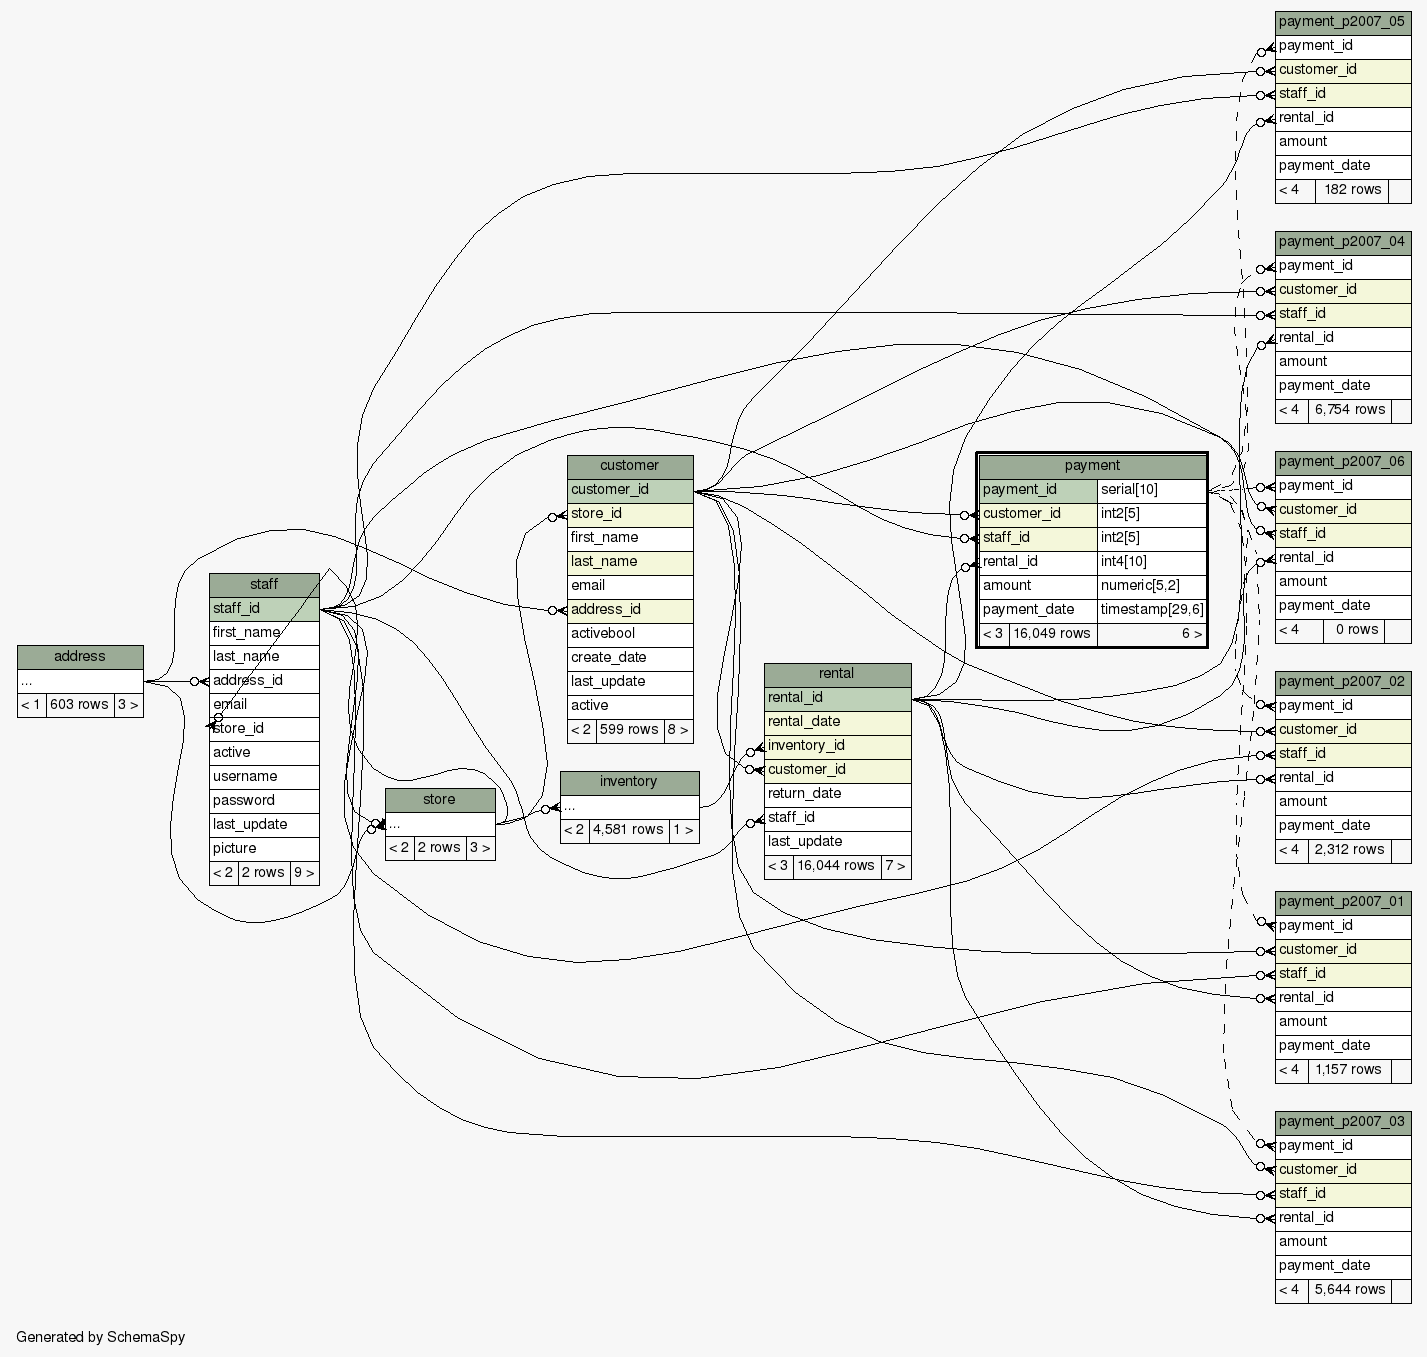 address
...
< 1 603 rows 3 >
staff
staff_id
first_name
last_name
address_id
email
store_id
active
username
password
last_update
picture
< 2 2 rows 9 >
store
...
< 2 2 rows 3 >
customer
customer_id
store_id
first_name
last_name
email
address_id
activebool
create_date
last_update
active
< 2 599 rows 8 >
inventory
...
< 2 4,581 rows 1 >
rental
rental_id
rental_date
inventory_id
customer_id
return_date
staff_id
last_update
< 3 16,044 rows 7 >
payment
payment_id serial[10]
customer_id int2[5]
staff_id int2[5]
rental_id int4[10]
amount numeric[5,2]
payment_date timestamp[29,6]
< 3 16,049 rows 6 >
payment_p2007_05
payment_id
customer_id
staff_id
rental_id
amount
payment_date
< 4 182 rows
payment_p2007_04
payment_id
customer_id
staff_id
rental_id
amount
payment_date
< 4 6,754 rows
payment_p2007_06
payment_id
customer_id
staff_id
rental_id
amount
payment_date
< 4 0 rows
payment_p2007_02
payment_id
customer_id
staff_id
rental_id
amount
payment_date
< 4 2,312 rows
payment_p2007_01
payment_id
customer_id
staff_id
rental_id
amount
payment_date
< 4 1,157 rows
payment_p2007_03
payment_id
customer_id
staff_id
rental_id
amount
payment_date
< 4 5,644 rows
Generated by SchemaSpy